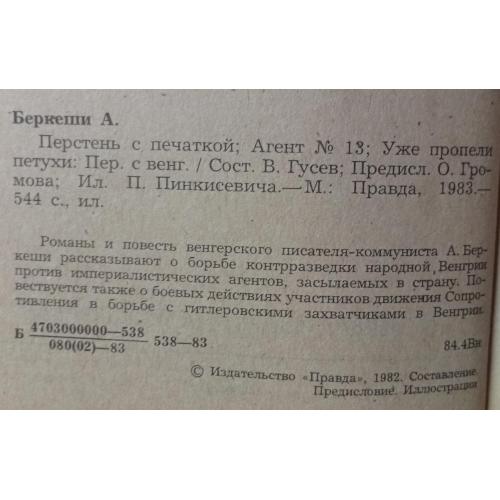 Беркеши А.
Перстень с печаткой; Агент № 13; Уже пропели
петухи: Пер. с венг. / Сост. В. Гусев; Предисл. О. Гро-
мова; Ил. П. Пинкисевича.—М.: Правда, 1983.—
544 с., ил.
Романы и повесть венгерского писателя-коммуниста А. Бер-
кеши рассказывают о борьбе контрразведки народной Венгрии
против империалистических агентов, засылаемых в страну. По-
вествуется также о боевых действиях участников движения Сопро-
тивления в борьбе с гитлеровскими захватчиками в Венгрии.
Б 4703000000—538
080(02)—83 538—83 84.4Вн
© Издательство «Правда», 1982. Составление.
Предисловие. Иллюстрации